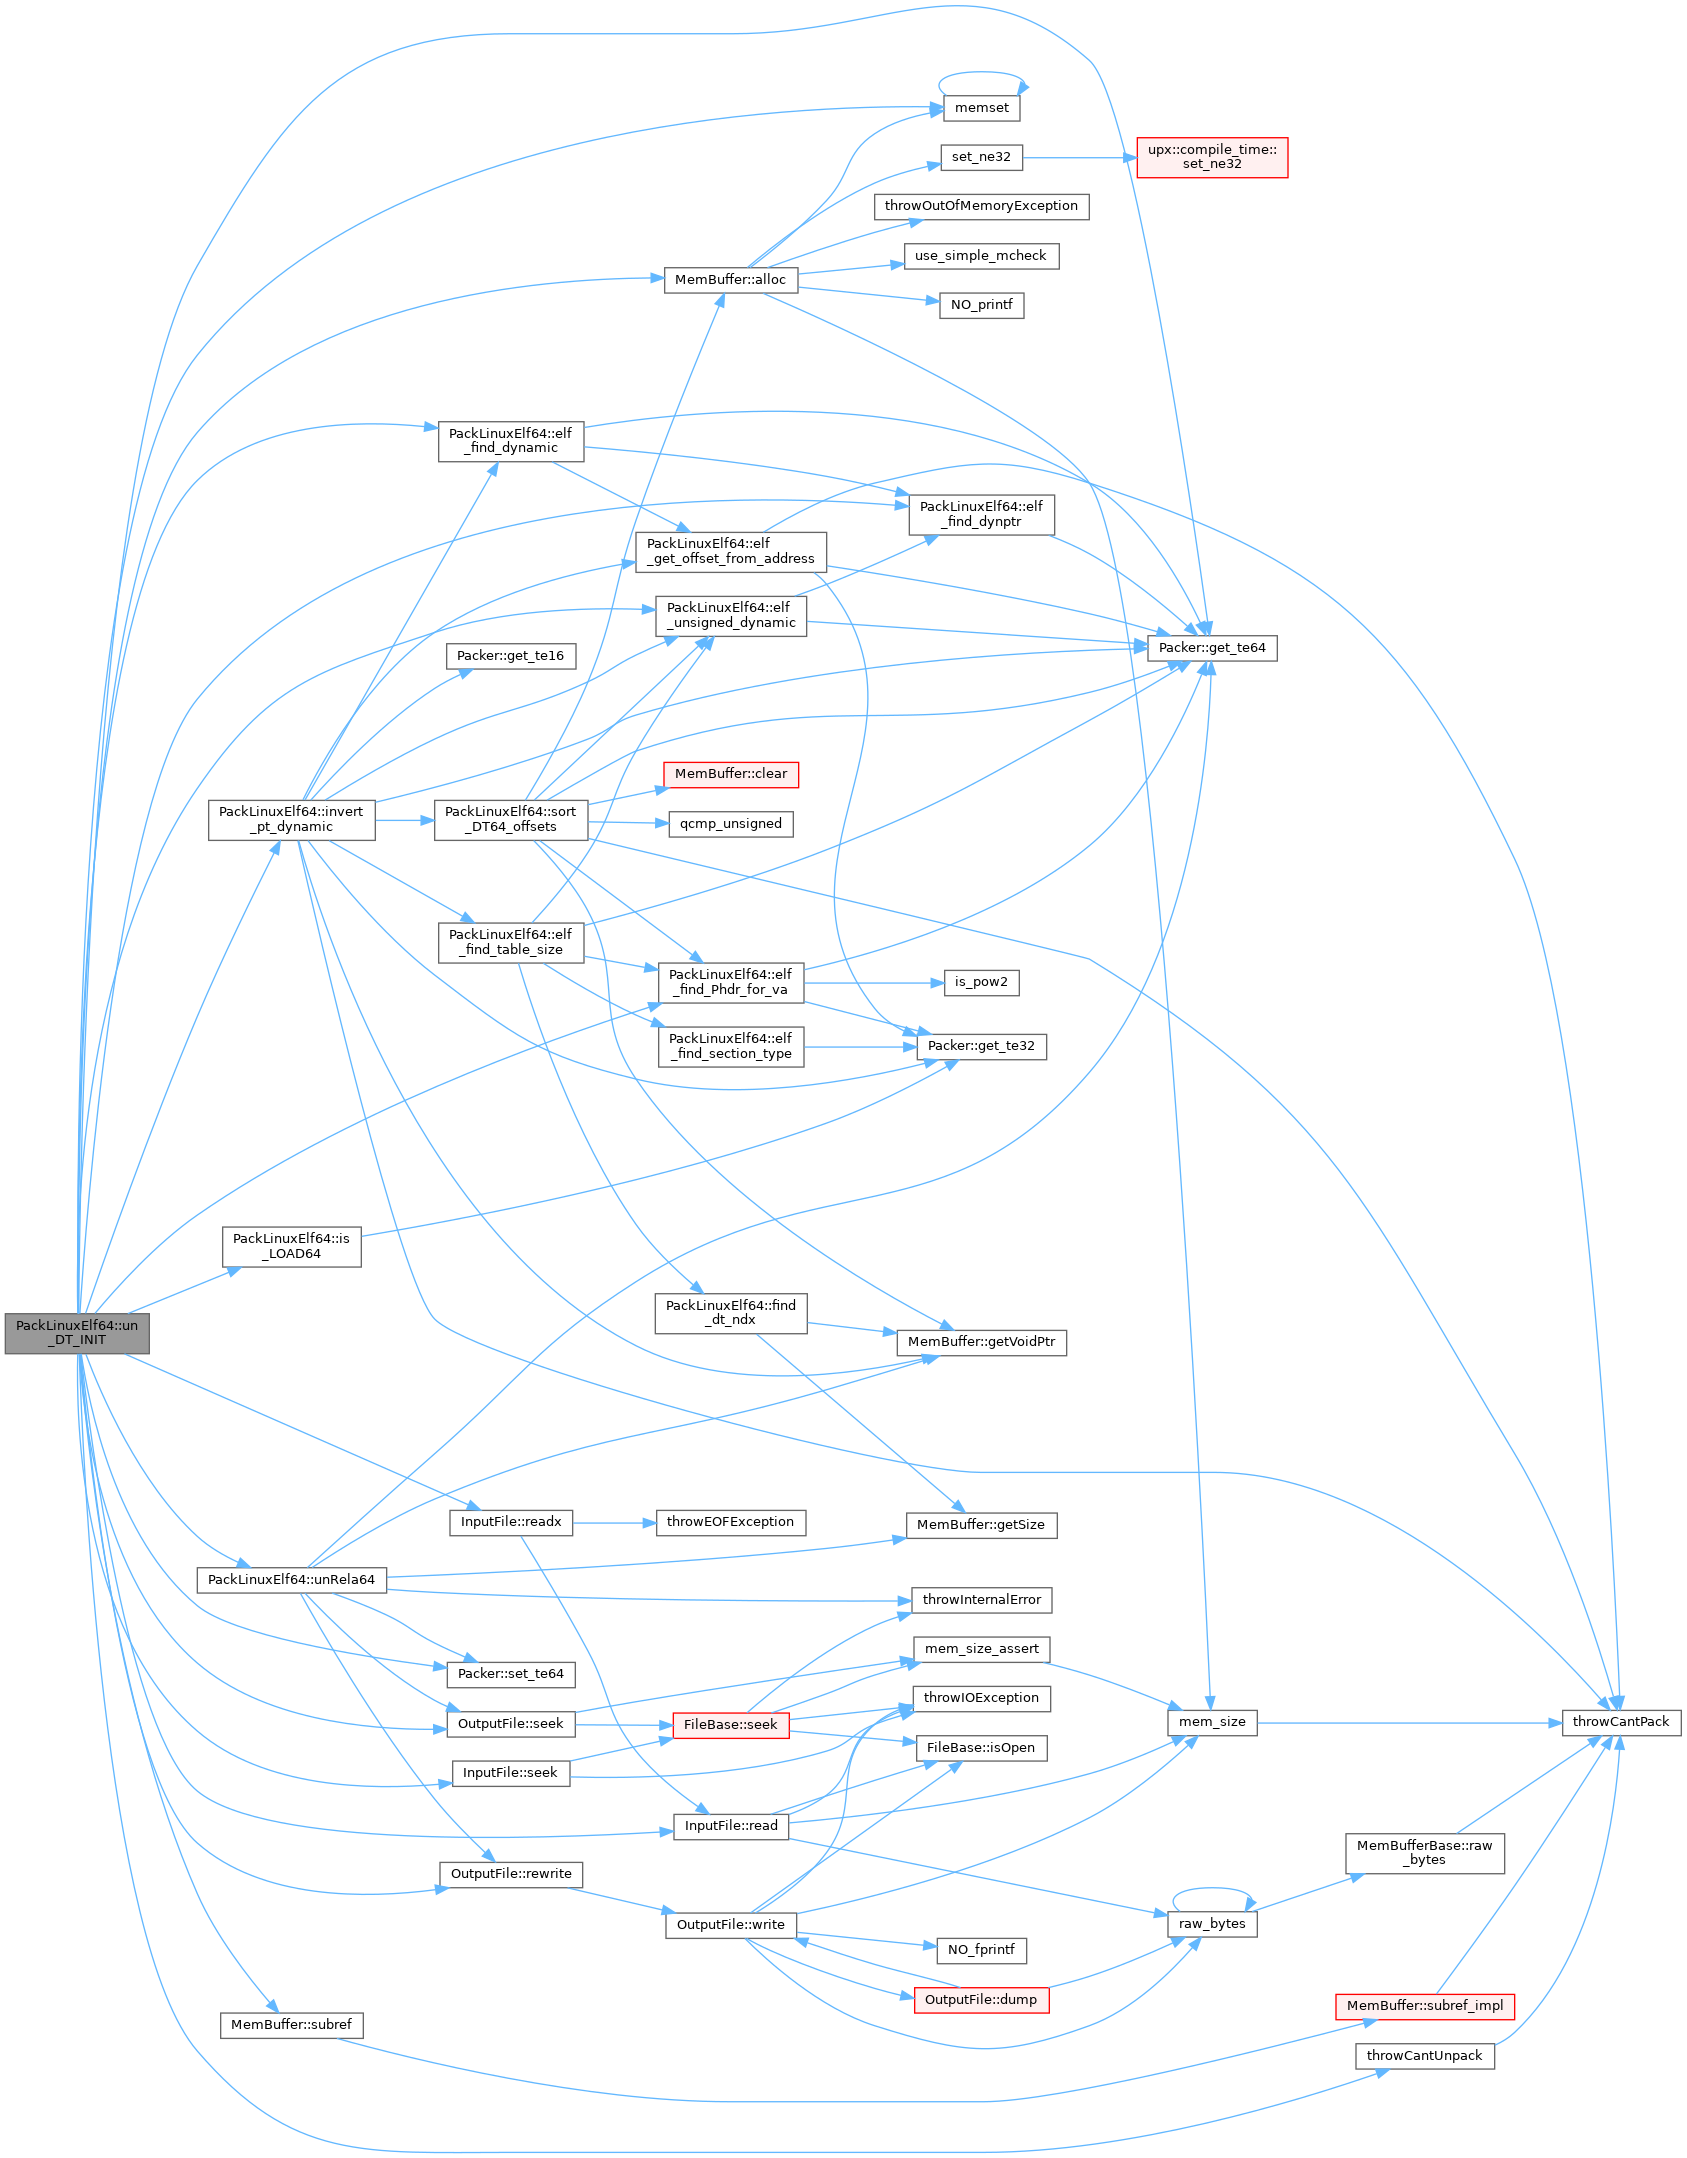 memset
set_ne32
upx::compile_time::
set_ne32
throwOutOfMemoryException
use_simple_mcheck
MemBuffer::alloc
NO_printf
PackLinuxElf64::elf
_find_dynamic
PackLinuxElf64::elf
_find_dynptr
PackLinuxElf64::elf
_get_offset_from_address
PackLinuxElf64::elf
_unsigned_dynamic
Packer::get_te16
Packer::get_te64
MemBuffer::clear
PackLinuxElf64::invert
_pt_dynamic
PackLinuxElf64::sort
_DT64_offsets
qcmp_unsigned
PackLinuxElf64::elf
_find_table_size
PackLinuxElf64::elf
_find_Phdr_for_va
is_pow2
PackLinuxElf64::elf
_find_section_type
Packer::get_te32
PackLinuxElf64::is
_LOAD64
PackLinuxElf64::un
_DT_INIT
PackLinuxElf64::find
_dt_ndx
MemBuffer::getVoidPtr
InputFile::readx
throwEOFException
MemBuffer::getSize
PackLinuxElf64::unRela64
throwInternalError
mem_size_assert
Packer::set_te64
throwIOException
OutputFile::seek
FileBase::seek
mem_size
throwCantPack
FileBase::isOpen
InputFile::seek
InputFile::read
MemBufferBase::raw
_bytes
OutputFile::rewrite
OutputFile::write
raw_bytes
NO_fprintf
OutputFile::dump
MemBuffer::subref_impl
MemBuffer::subref
throwCantUnpack